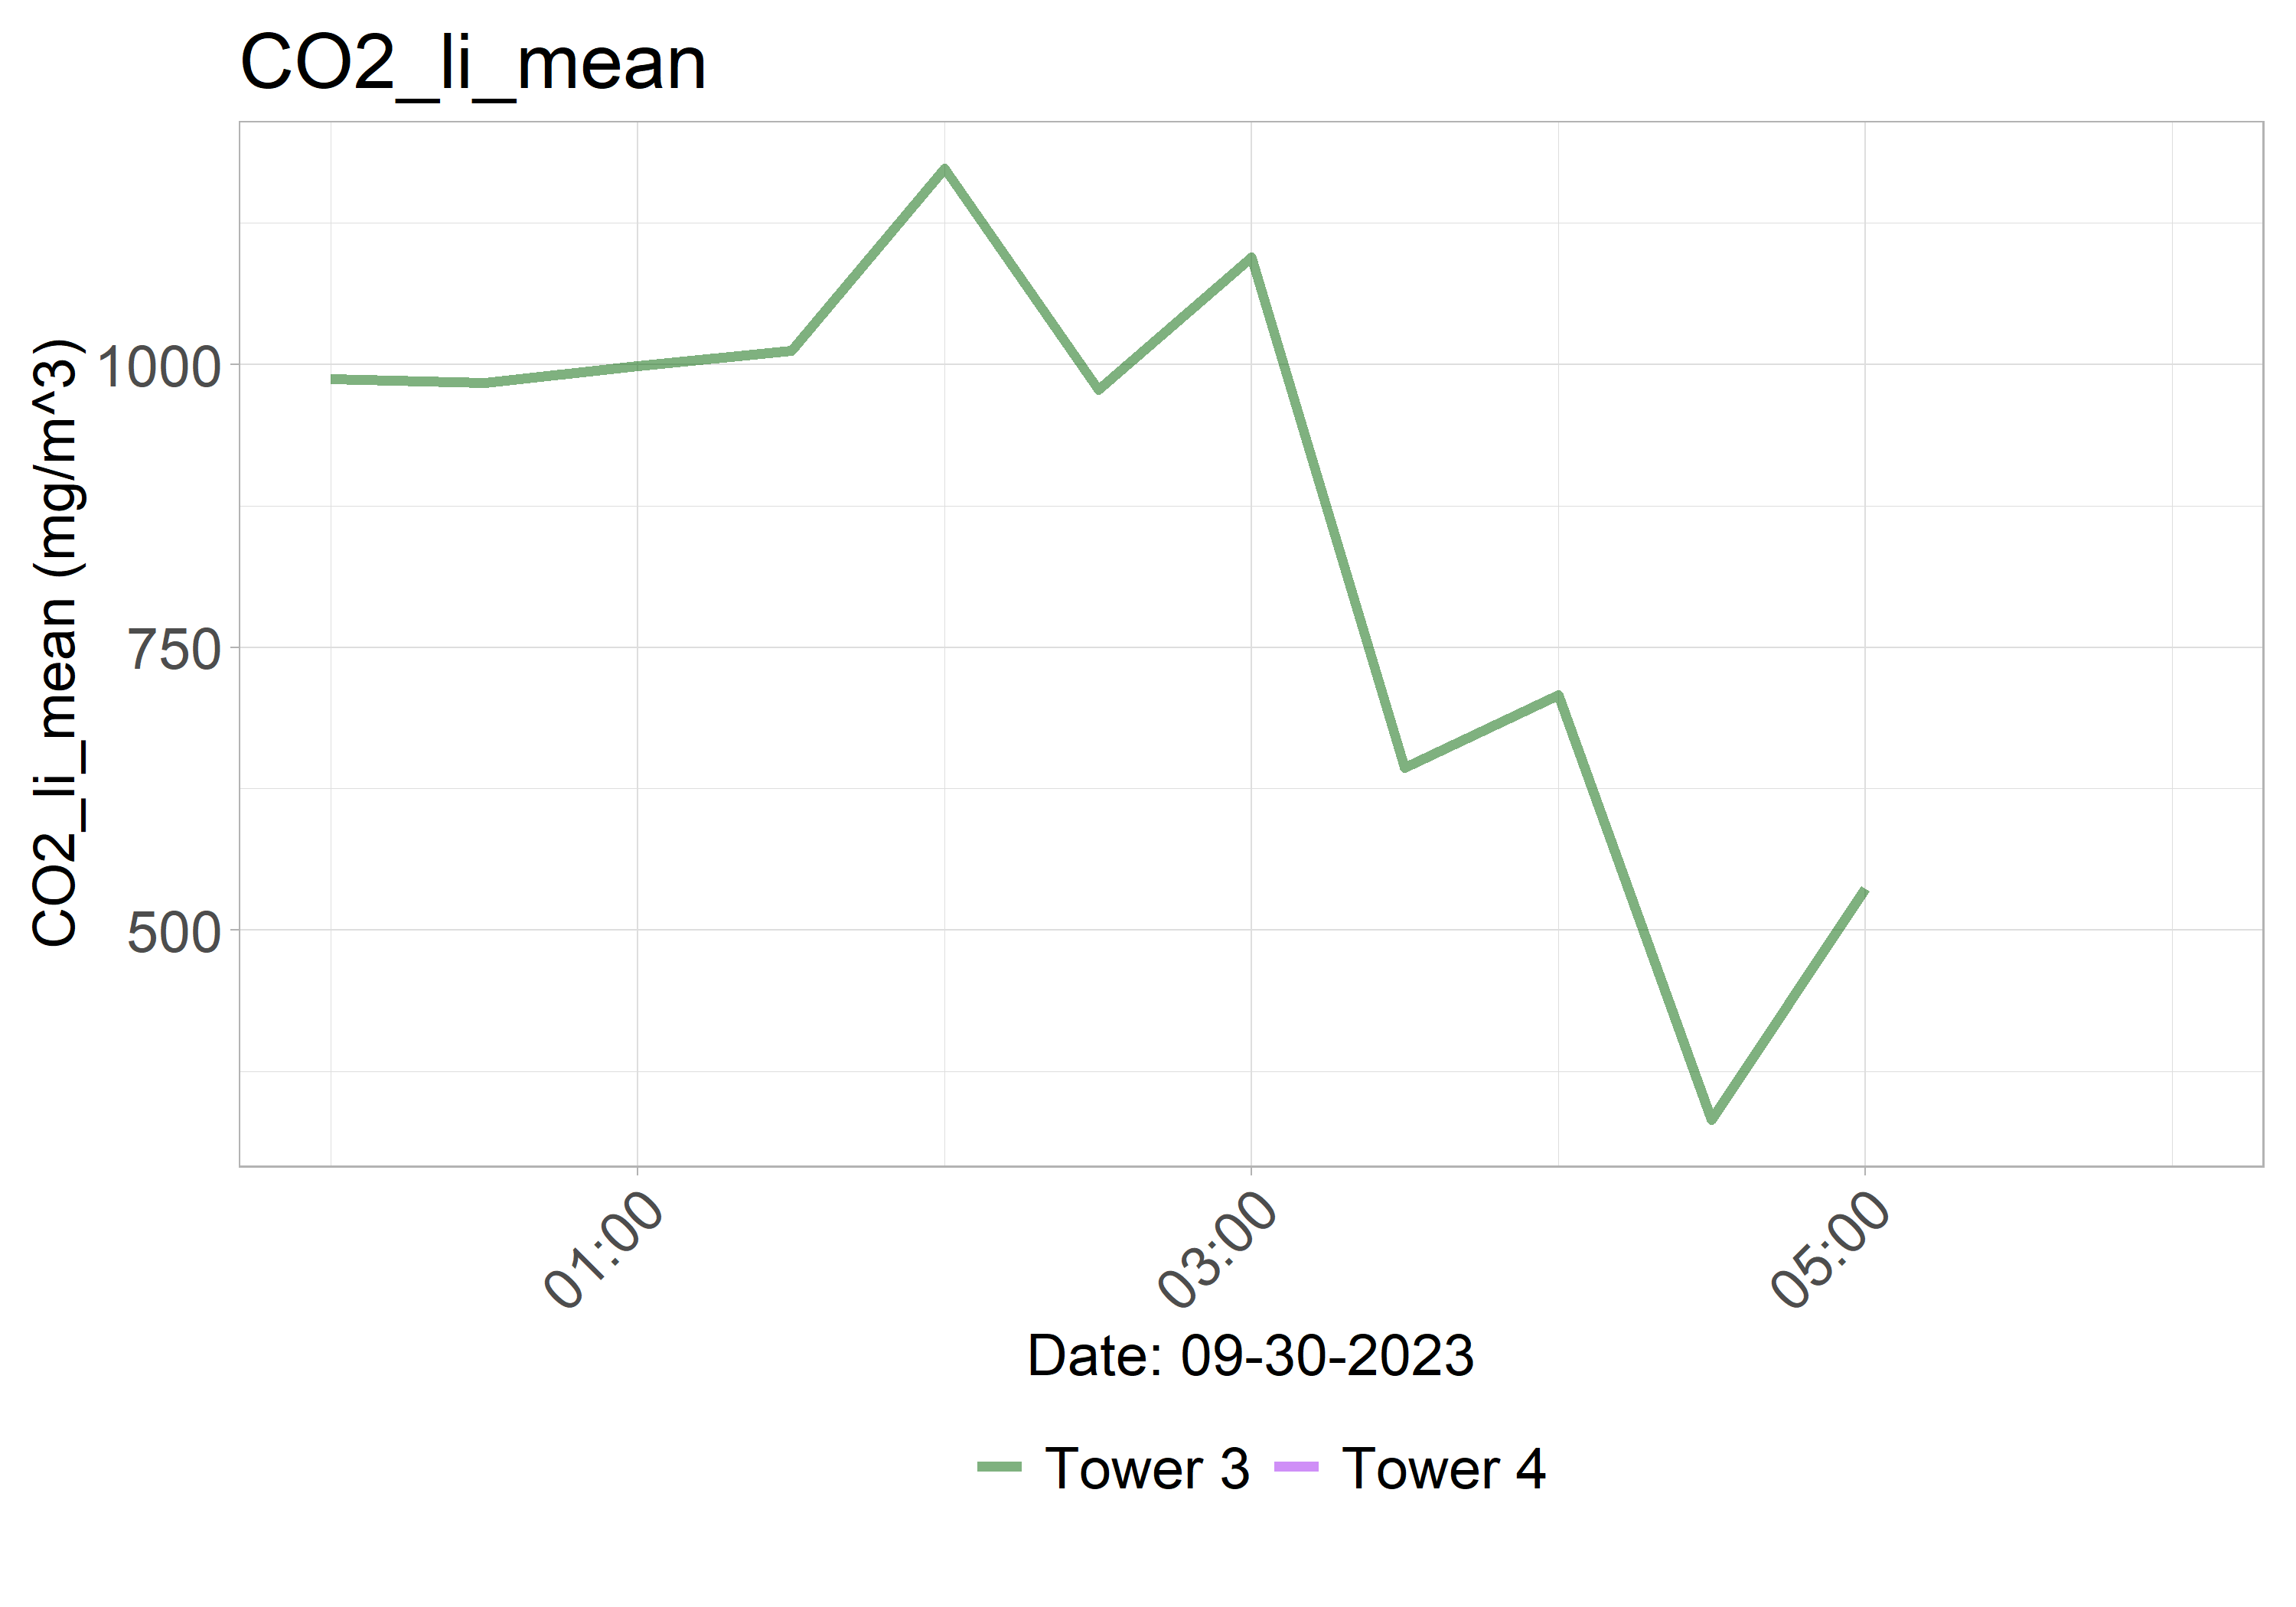 CO2_li_mean
CO2_li_mean (mg/m^3)
1000
750
500
01:00
03:00
05:00
Date: 09-30-2023
Tower 3
Tower 4